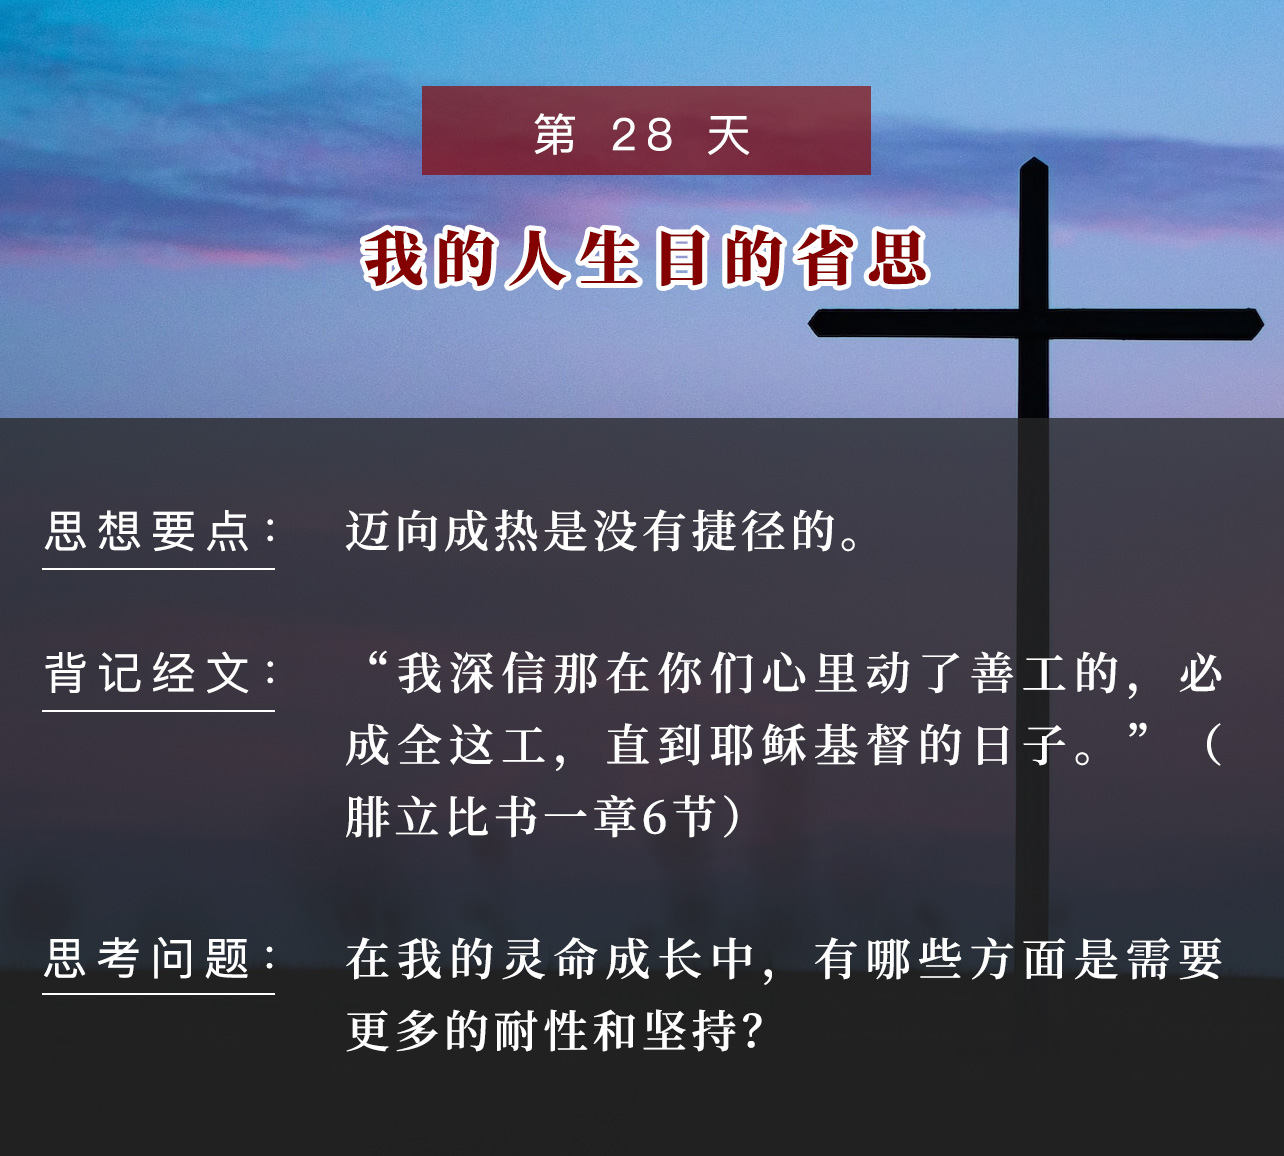 第 28 天
我的人生目的省思
思想要点： 迈向成热是没有捷径的。
背记经文： “我深信那在你们心里动了善工的，必
成全这工，直到耶稣基督的日子。”（
腓立比书一章6节）
思考问题： 在我的灵命成长中，有哪些方面是需要
更多的耐性和坚持？